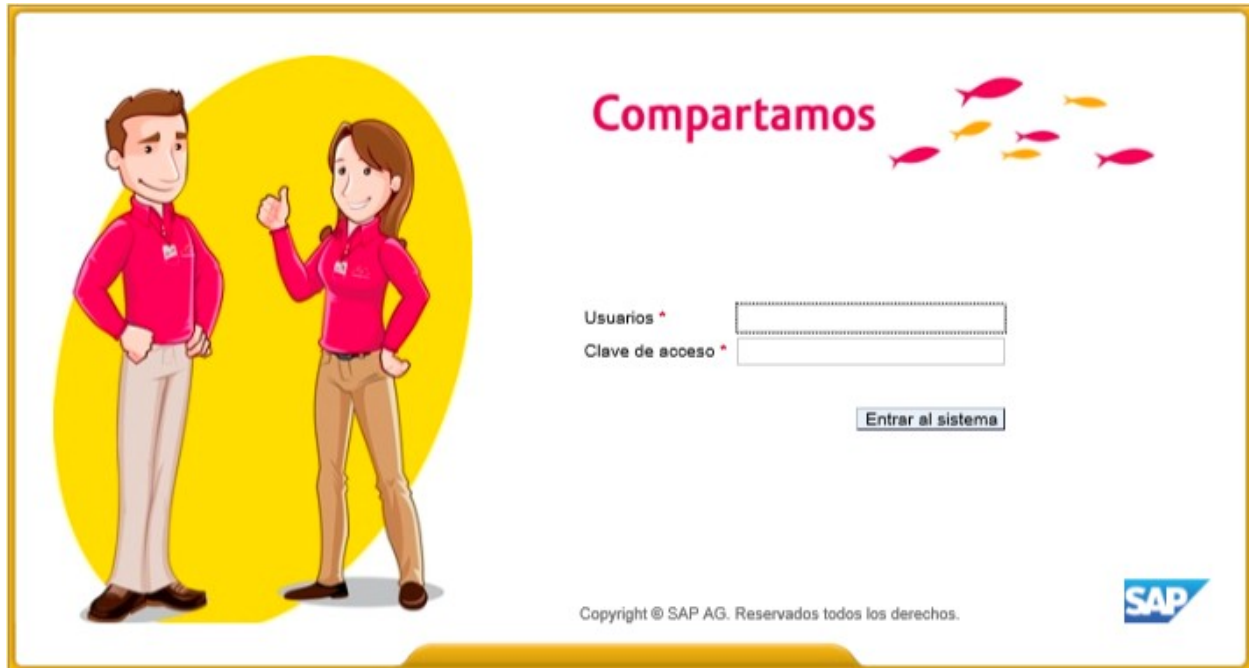 Compartamos
Usuarios *
Clave de acceso *
Entrar al sistema
Copyright © SAP AG. Reservados todos los derechos.
SAP